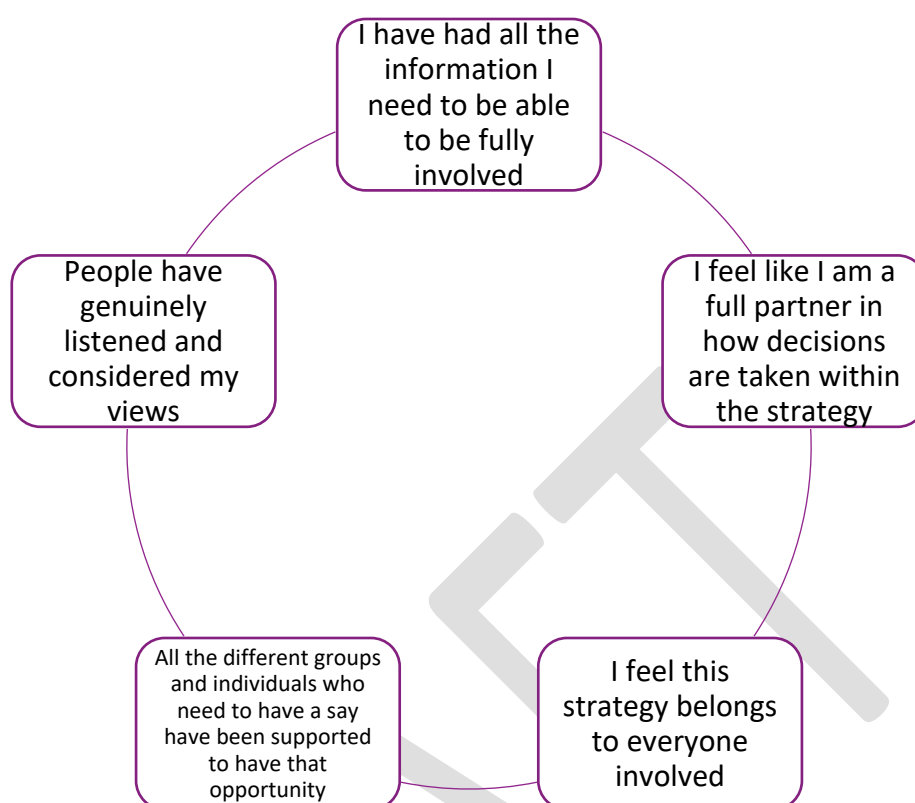 I have had all the
information I
need to be able
to be fully
involved
I feel like I am a
full partner in
how decisions
are taken within
the strategy
I feel this
strategy belongs
to everyone
involved
All the different groups
and individuals who
need to have a say
have been supported
to have that
opportunity
People have
genuinely
listened and
considered my
views